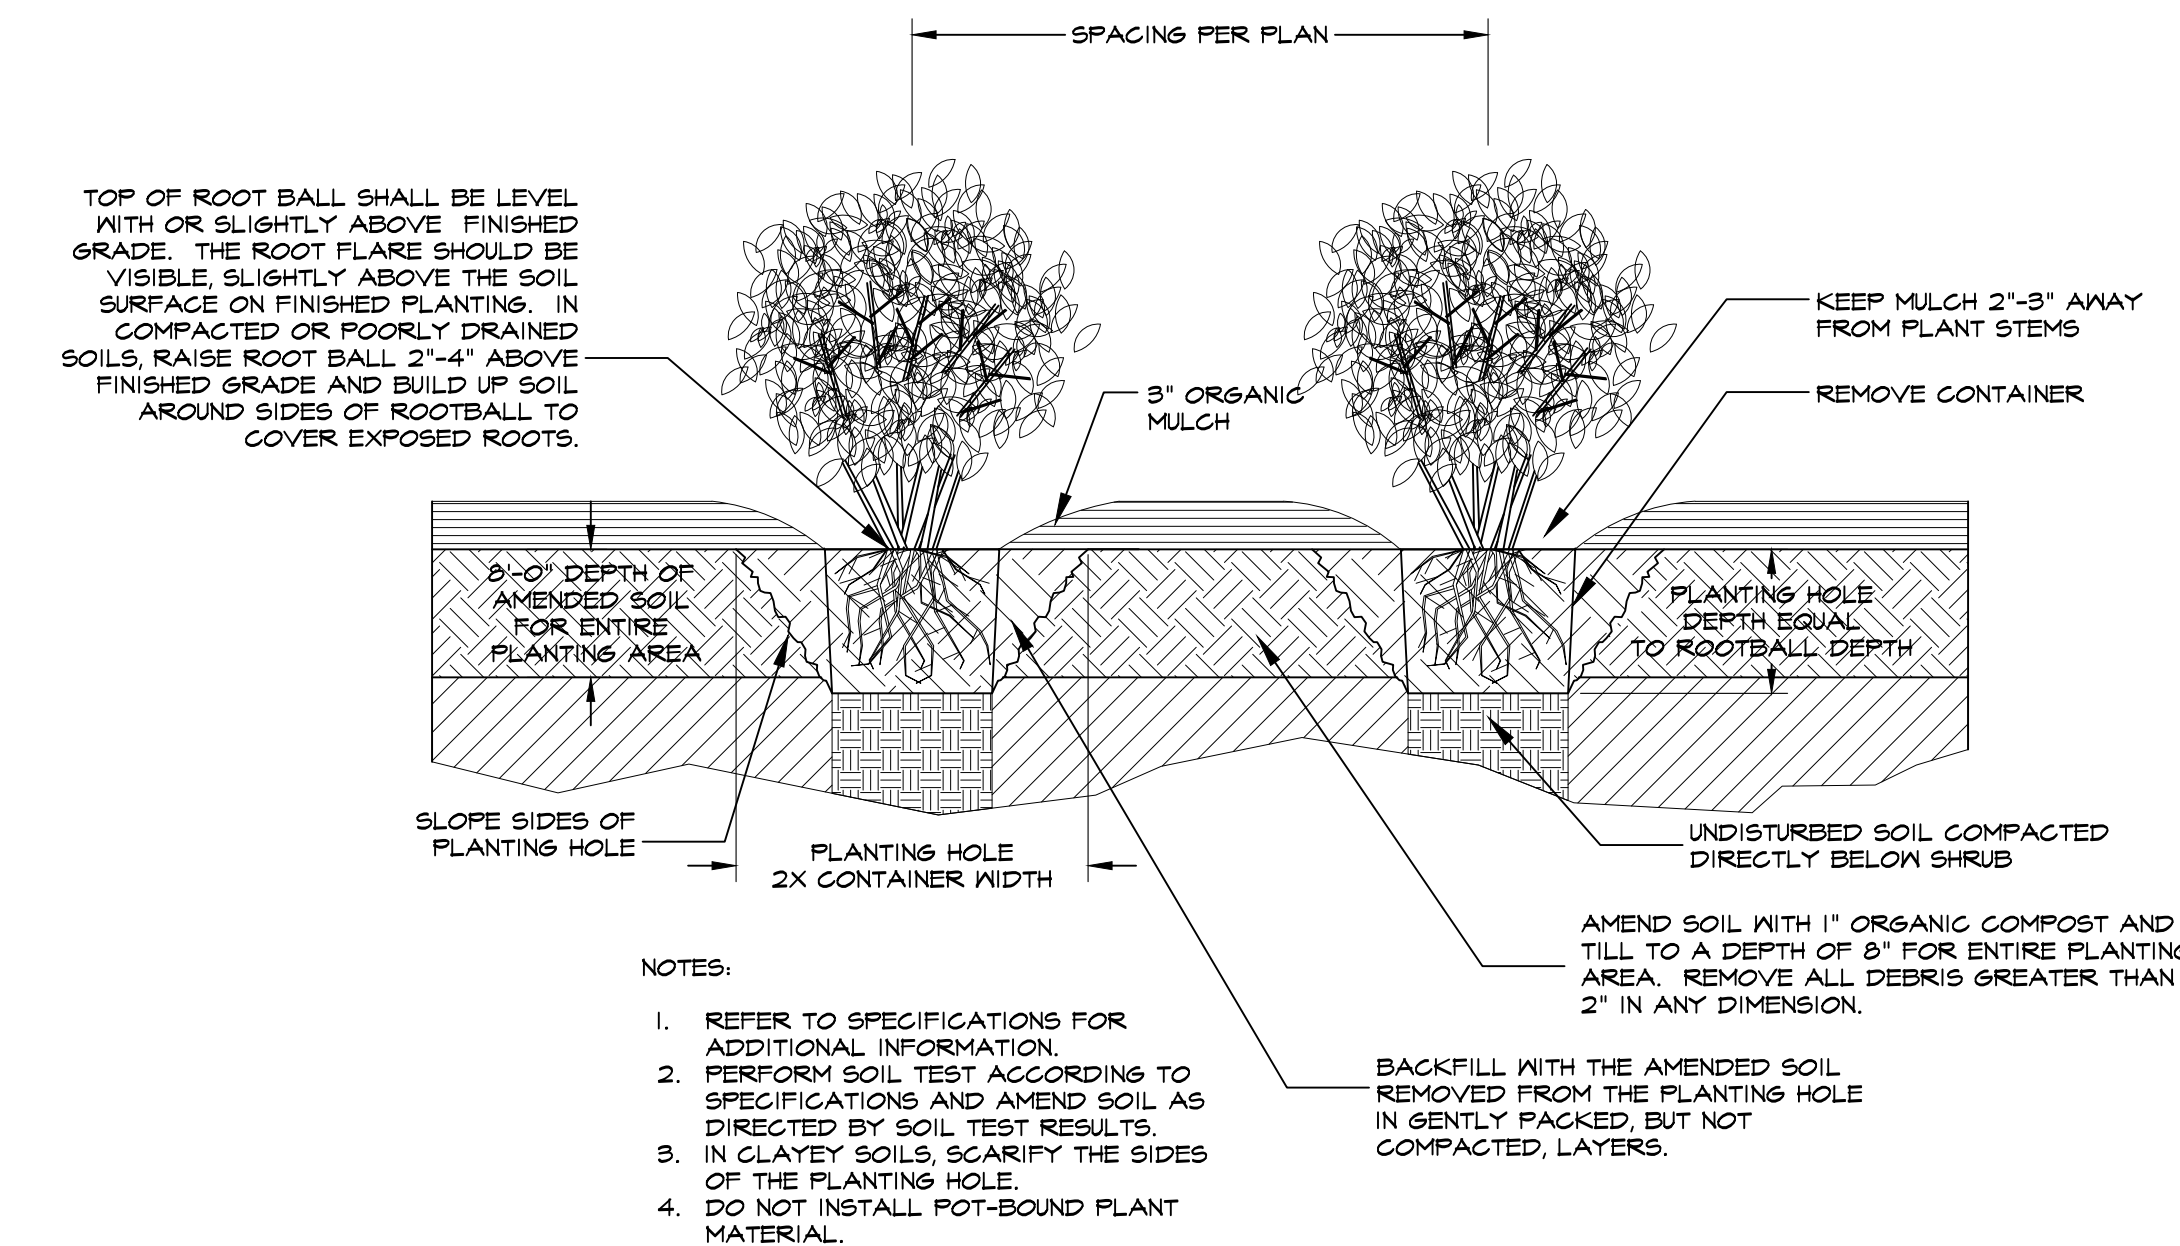 SPACING PER PLAN
TOP OF ROOT BALL SHALL BE LEVEL
WITH OR SLIGHTLY ABOVE FINISHED
GRADE. THE ROOT FLARE SHOULD BE
VISIBLE, SLIGHTLY ABOVE THE SOIL
SURFACE ON FINISHED PLANTING. IN
COMPACTED OR POORLY DRAINED
SOILS, RAISE ROOT BALL 2"-4" ABOVE
FINISHED GRADE AND BUILD UP SOIL
AROUND SIDES OF ROOTBALL TO
COVER EXPOSED ROOTS.
3" ORGANIC
MULCH
KEEP MULCH 2"-3" AWAY
FROM PLANT STEMS
REMOVE CONTAINER
8'-0" DEPTH OF
AMENDED SOIL
FOR ENTIRE
PLANTING AREA
PLANTING HOLE
DEPTH EQUAL
TO ROOTBALL DEPTH
SLOPE SIDES OF
PLANTING HOLE
PLANTING HOLE
2X CONTAINER WIDTH
UNDISTURBED SOIL COMPACTED
DIRECTLY BELOW SHRUB
AMEND SOIL WITH 1" ORGANIC COMPOST AND
TILL TO A DEPTH OF 8" FOR ENTIRE PLANTING
AREA. REMOVE ALL DEBRIS GREATER THAN
2" IN ANY DIMENSION.
BACKFILL WITH THE AMENDED SOIL
REMOVED FROM THE PLANTING HOLE
IN GENTLY PACKED, BUT NOT
COMPACTED, LAYERS.
NOTES:
1. REFER TO SPECIFICATIONS FOR
ADDITIONAL INFORMATION.
2. PERFORM SOIL TEST ACCORDING TO
SPECIFICATIONS AND AMEND SOIL AS
DIRECTED BY SOIL TEST RESULTS.
3. IN CLAYEY SOILS, SCARIFY THE SIDES
OF THE PLANTING HOLE.
4. DO NOT INSTALL POT-BOUND PLANT
MATERIAL.